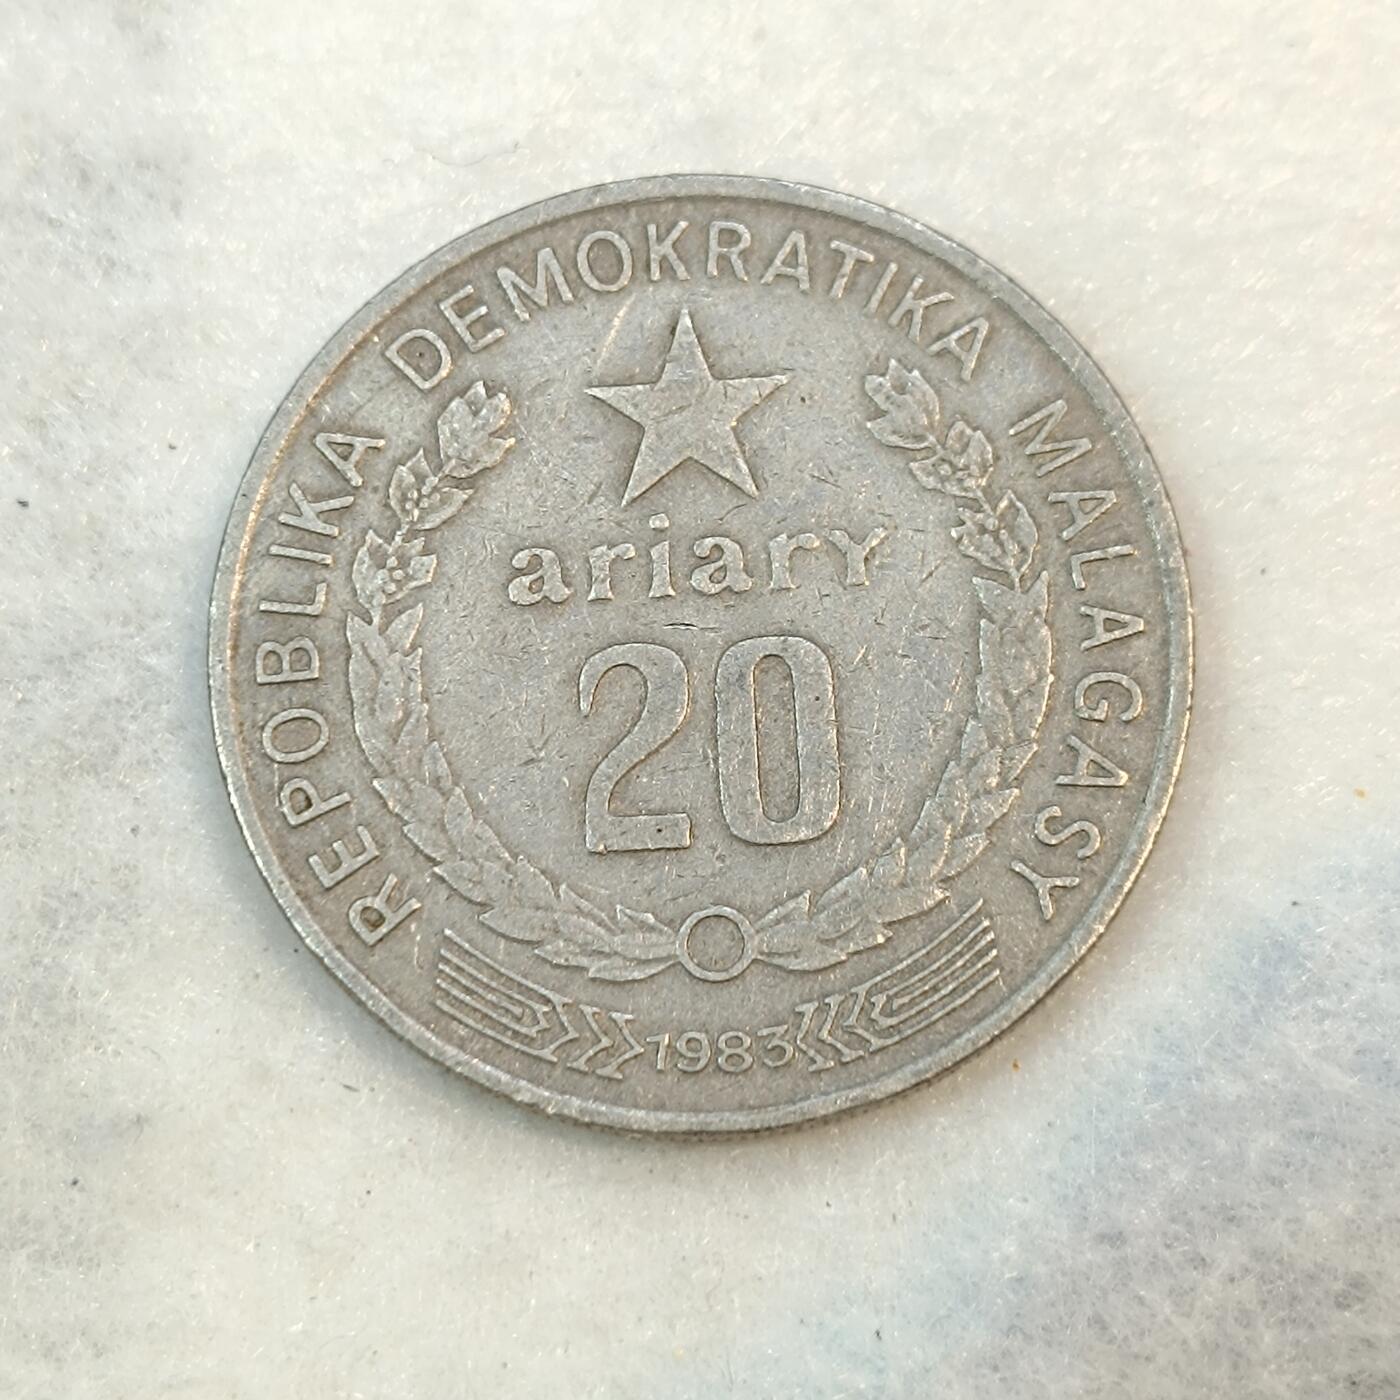 REPOBLIKA DEMOKRATIKA MALAGASY
ariary
20
1983